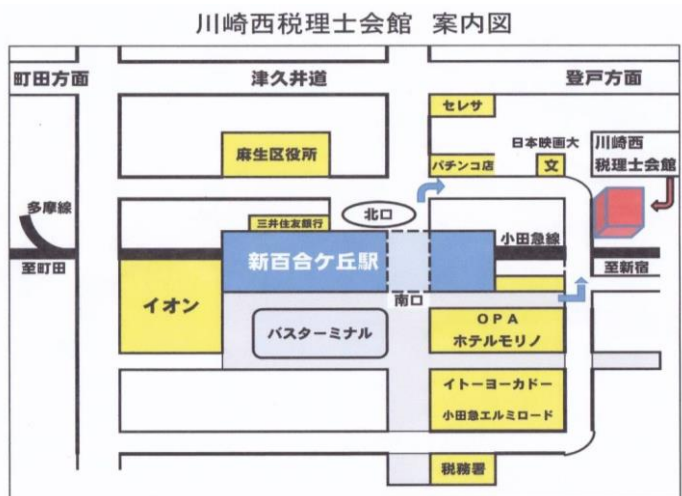 川崎西税理士会館 案内図
町田方面
津久井道
登戸方面
セレサ
麻生区役所
日本映画大
川崎西
税理士会館
パチンコ店
文
多摩線
北口
三井住友銀行
小田急線
新百合ケ丘駅
至町田
至新宿
イオン
南口
バスターミナル
OPA
ホテルモリノ
イトーヨーカドー
小田急エルミロード
税務署